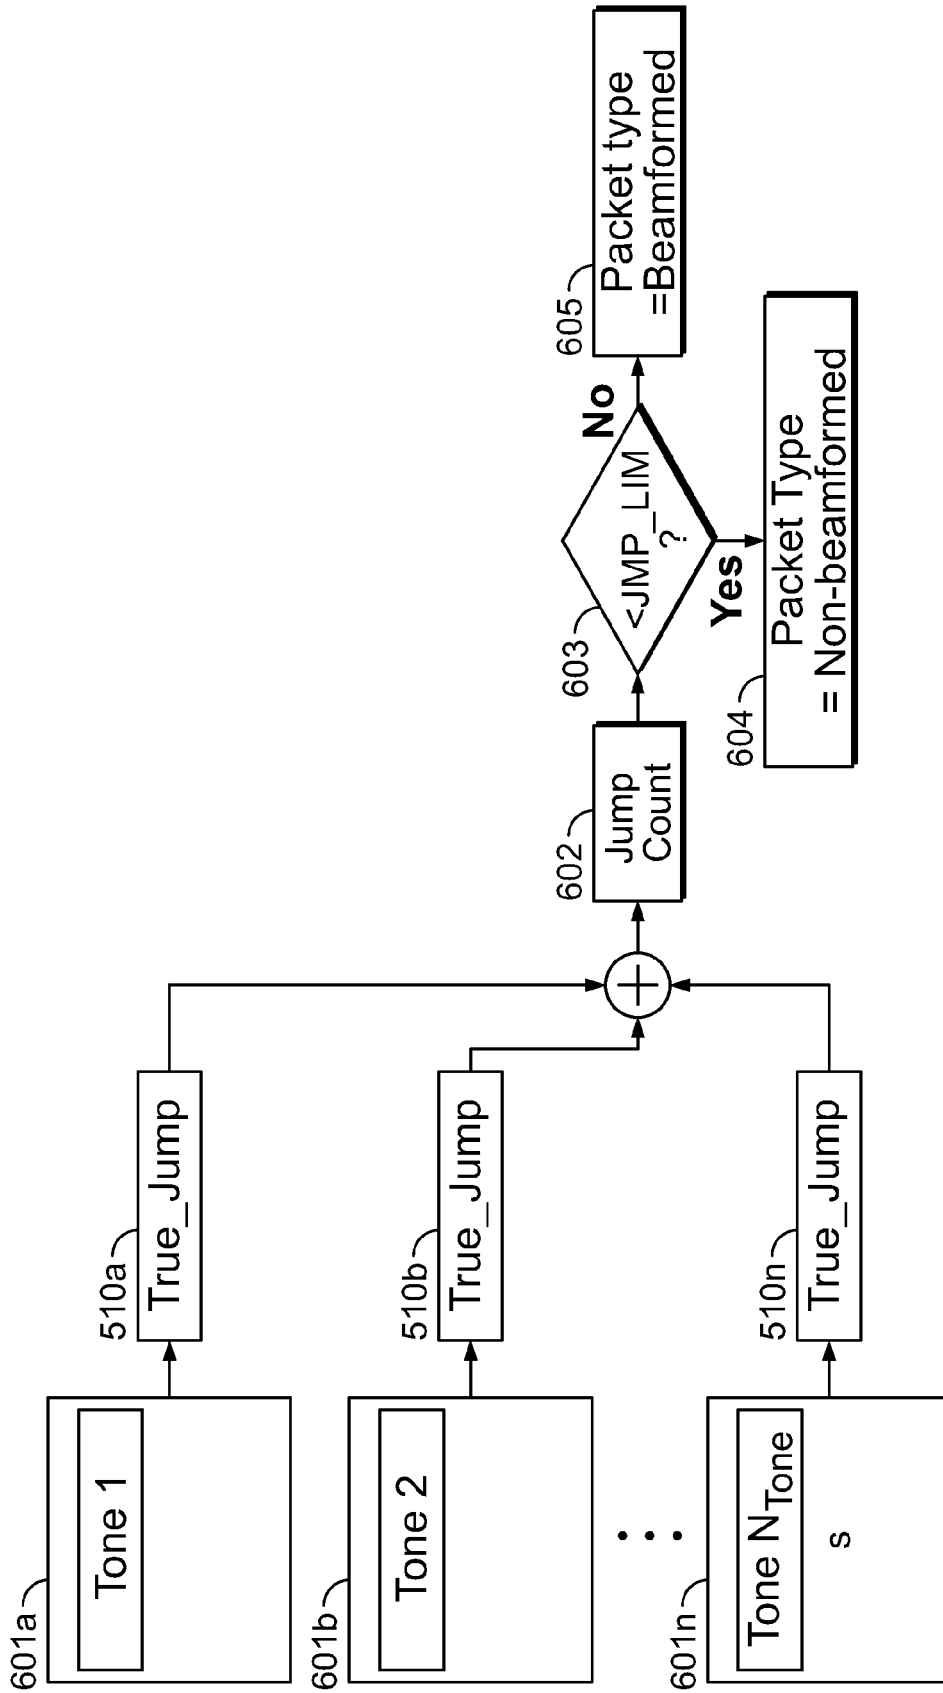 601a
Tone 1
510a
True_Jump
601b
Tone 2
510b
True_Jump
601n
Tone N_Tone
s
510n
True_Jump
602
Jump
Count
603
<JMP_LIM
?
No
Yes
605
Packet type
=Beamformed
604
Packet Type
= Non-beamformed